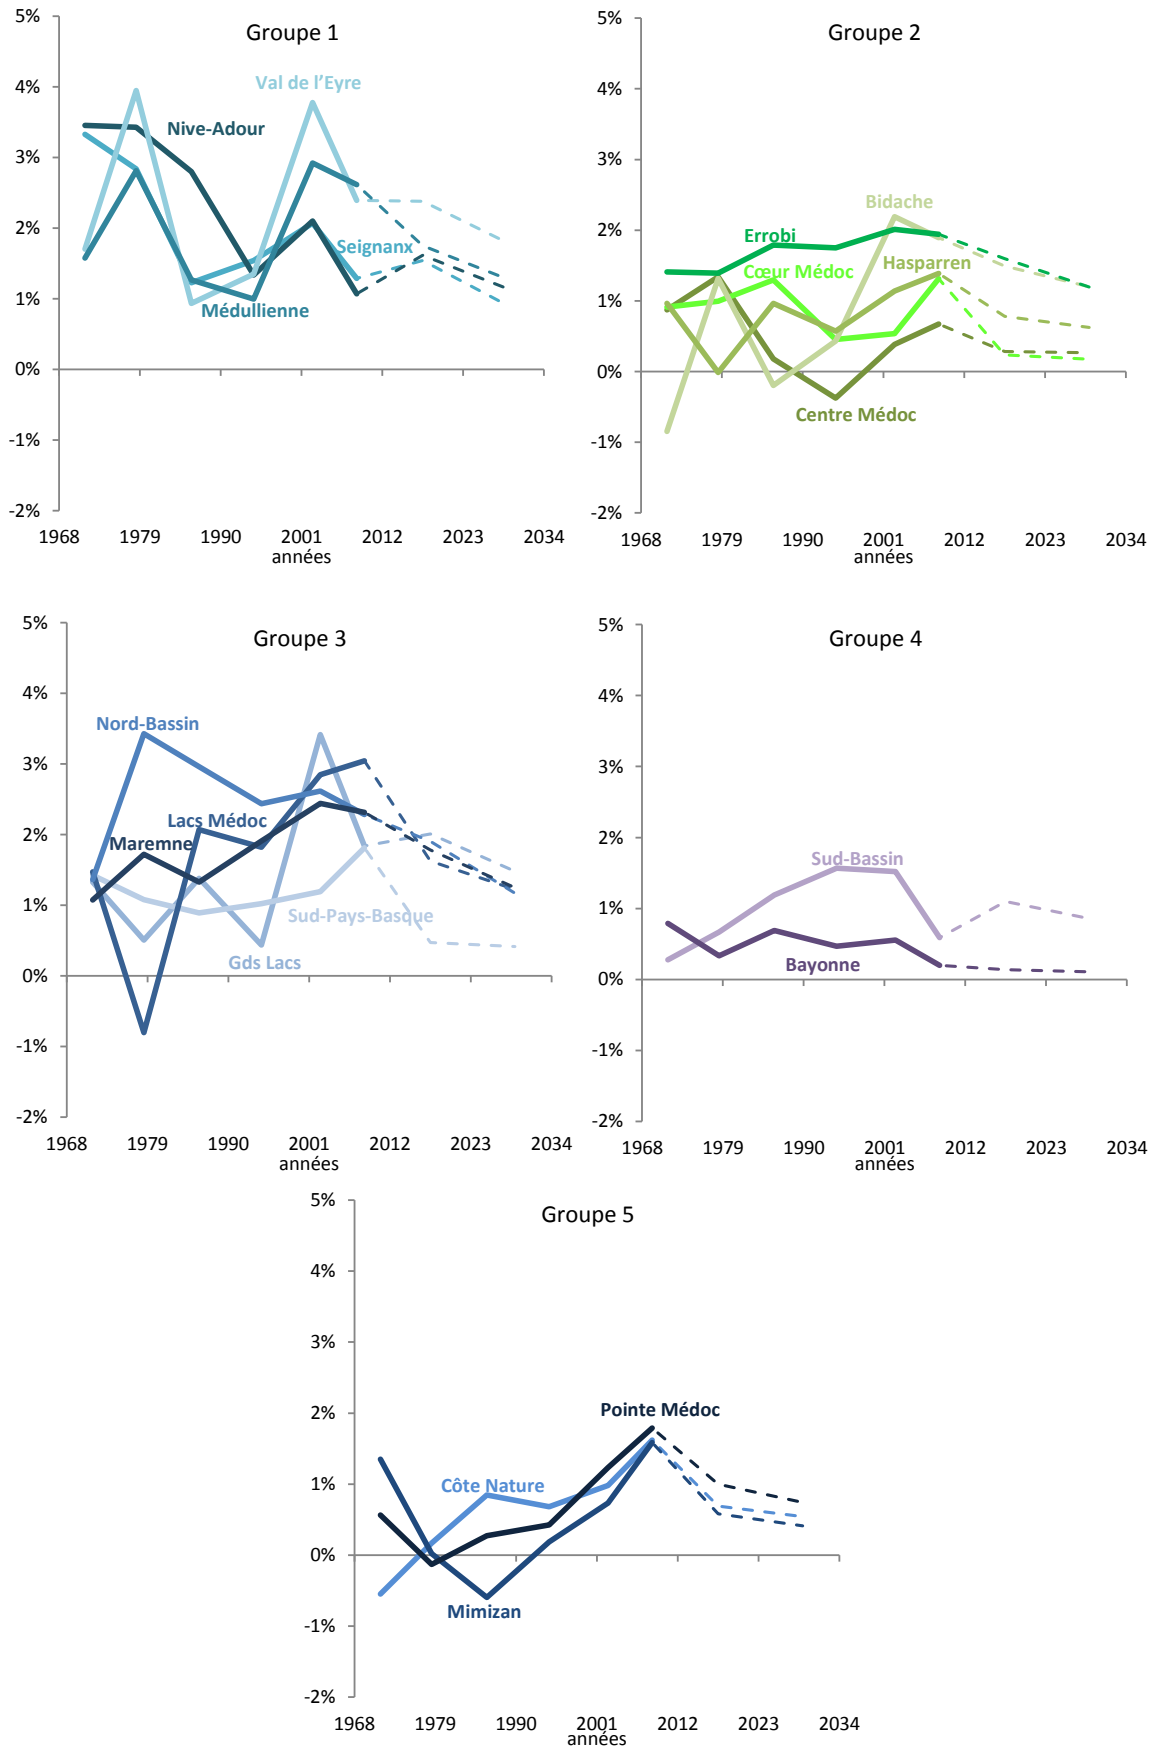 Groupe 1
5%
4%
3%
2%
1%
0%
-1%
-2%
Val de l'Eyre
Nive-Adour
Seignanx
Médullienne
1968 1979 1990 2001 2012 2023 2034
années
Groupe 2
5%
4%
3%
2%
1%
0%
-1%
-2%
Bidache
Errobi
Hasparren
Cœur Médoc
Centre Médoc
1968 1979 1990 2001 2012 2023 2034
années
Groupe 3
5%
4%
3%
2%
1%
0%
-1%
-2%
Nord-Bassin
Lacs Médoc
Maremne
Sud-Pays-Basque
Gds Lacs
1968 1979 1990 2001 2012 2023 2034
années
Groupe 4
5%
4%
3%
2%
1%
0%
-1%
-2%
Sud-Bassin
Bayonne
1968 1979 1990 2001 2012 2023 2034
années
Groupe 5
5%
4%
3%
2%
1%
0%
-1%
-2%
Pointe Médoc
Côte Nature
Mimizan
1968 1979 1990 2001 2012 2023 2034
années